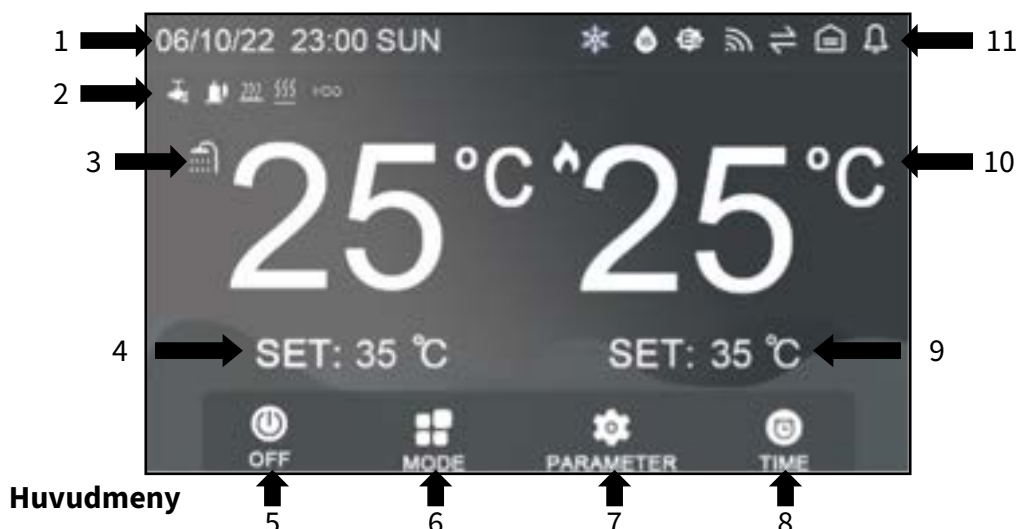 1 06/10/22 23:00 SUN 11
2
3 25°C 25°C 10
4 SET: 35 °C SET: 35 °C 9
OFF MODE PARAMETER TIME
Huvudmeny
5 6 7 8